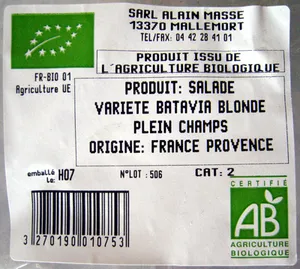 SARL ALAIN MASSE
13370 MALLEMORT
TEL/FAX: 04 42 28 41 01
PRODUIT ISSU DE
L'AGRICULTURE BIOLOGIQUE
FR-BIO 01
Agriculture UE
PRODUIT: SALADE
VARIETE BATAVIA BLONDE
PLEIN CHAMPS
ORIGINE: FRANCE PROVENCE
emballé
le: H07
N°LOT : 506
CAT: 2
3 270190 010753
CERTIFIÉ
AB
AGRICULTURE
BIOLOGIQUE